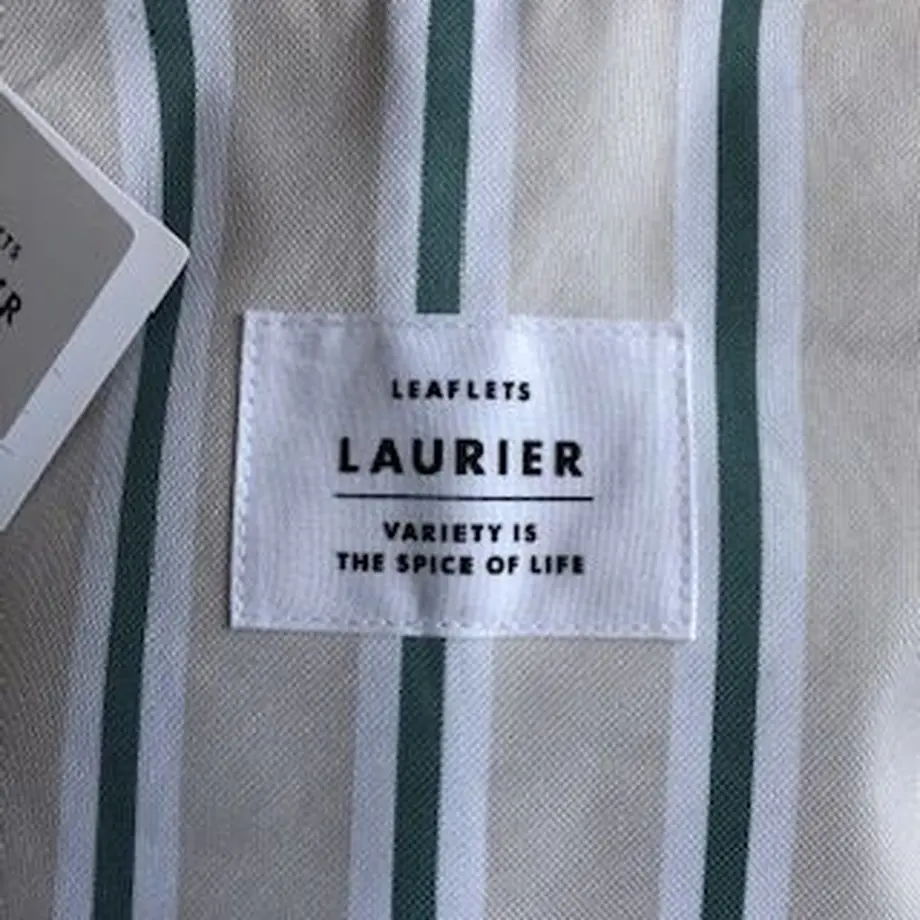 LEAFLETS
LAURIER
VARIETY IS
THE SPICE OF LIFE